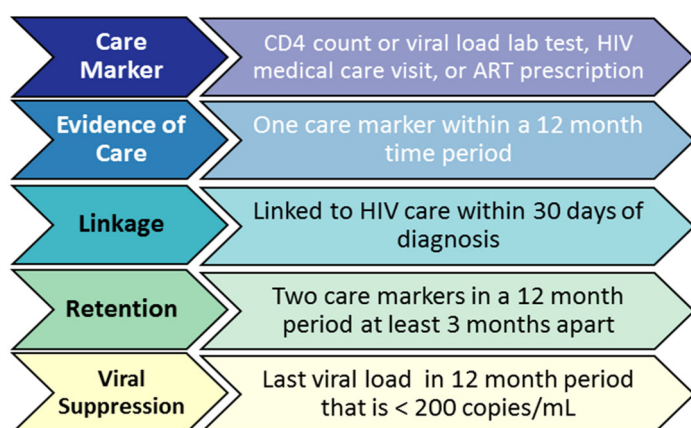 Care
Marker
CD4 count or viral load lab test, HIV
medical care visit, or ART prescription
Evidence of
Care
One care marker within a 12 month
time period
Linkage
Linked to HIV care within 30 days of
diagnosis
Retention
Two care markers in a 12 month
period at least 3 months apart
Viral
Suppression
Last viral load in 12 month period
that is < 200 copies/mL